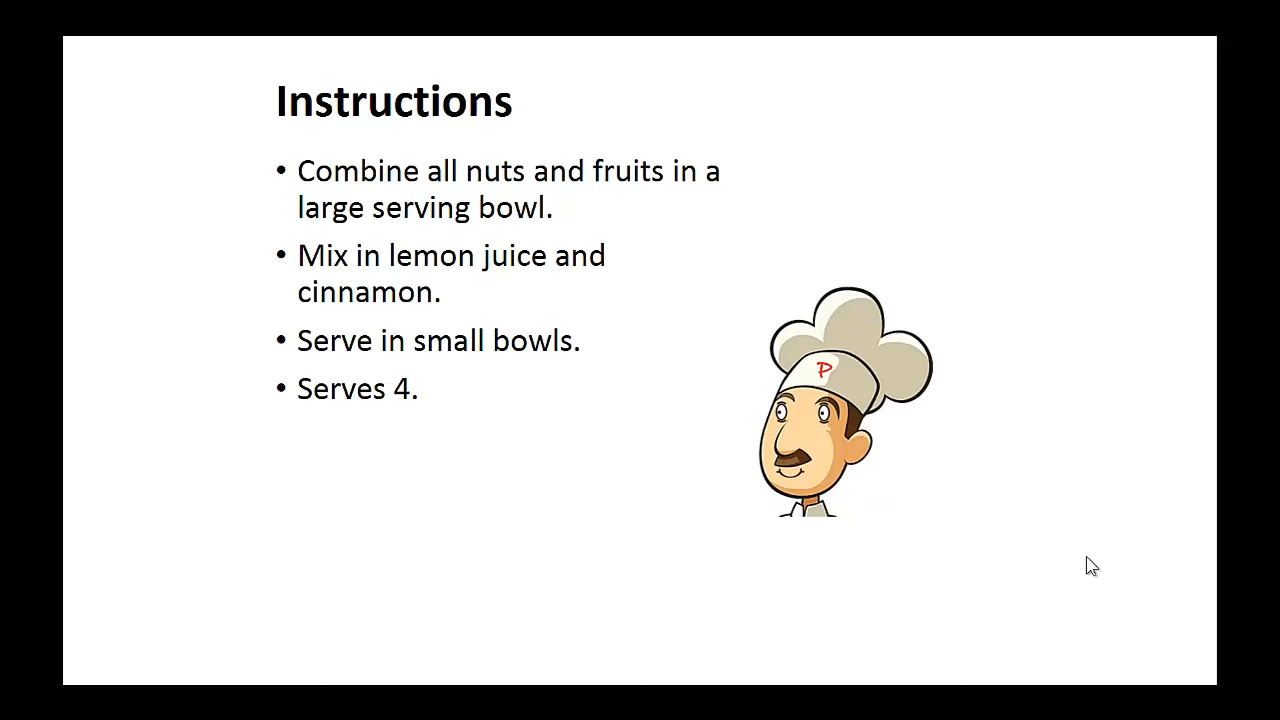 Instructions
• Combine all nuts and fruits in a
large serving bowl.
• Mix in lemon juice and
cinnamon.
• Serve in small bowls.
• Serves 4.
P